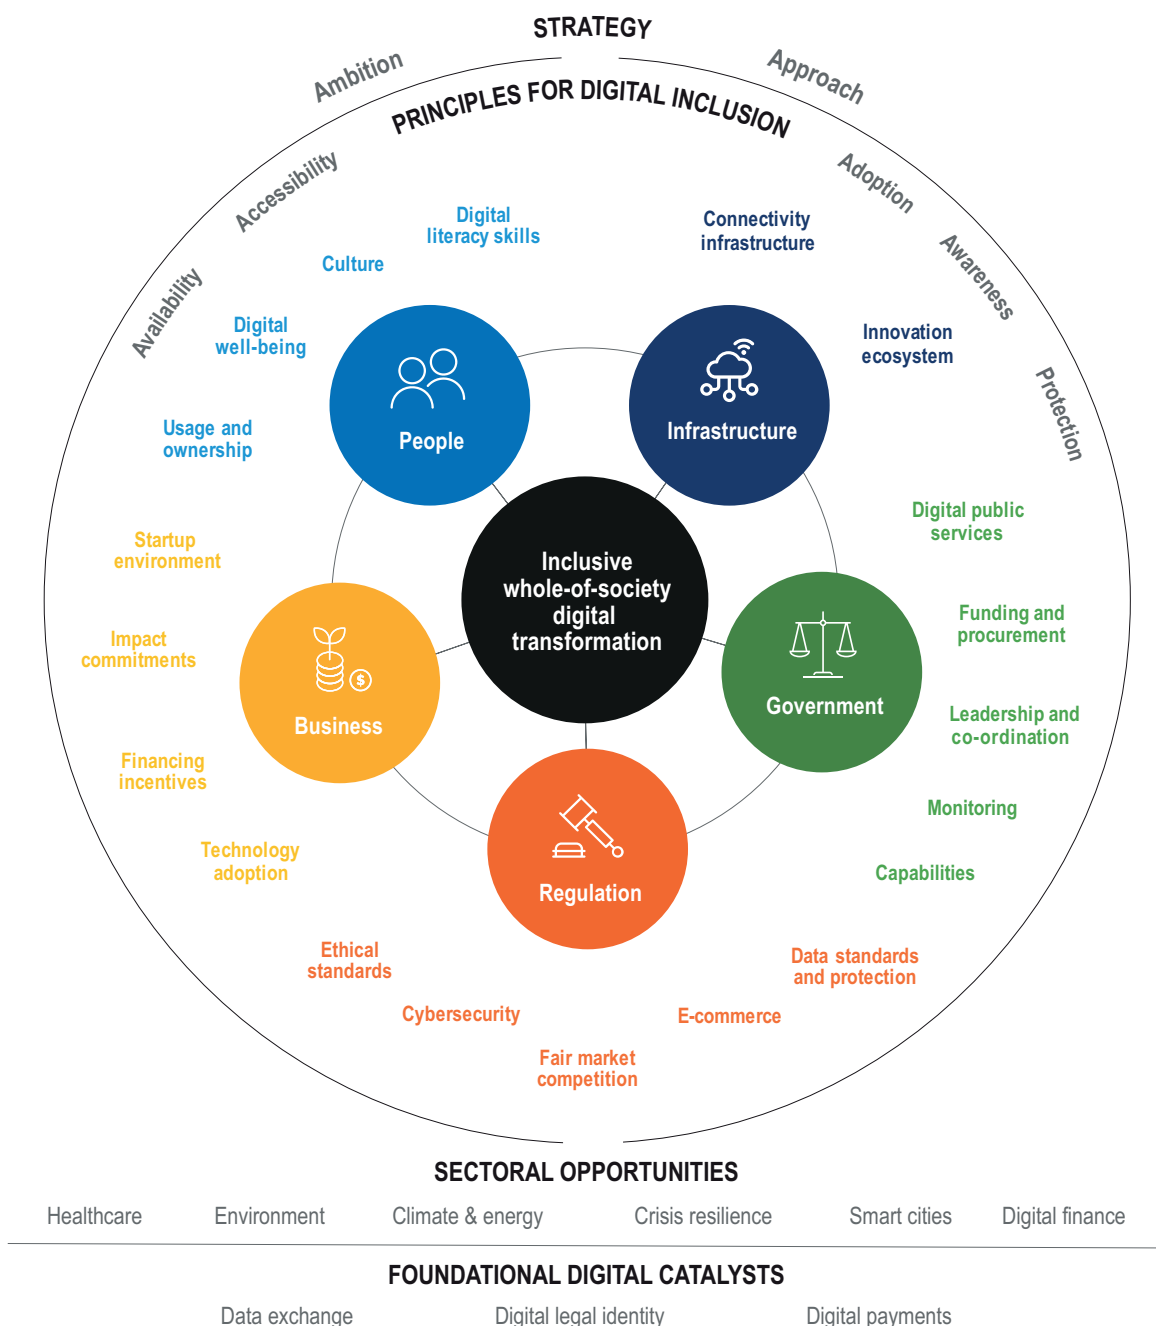 STRATEGY
Ambition
Approach
PRINCIPLES FOR DIGITAL INCLUSION
Accessibility
Adoption
Availability
Awareness
Protection
Digital
literacy skills
Culture
Digital
well-being
Usage and
ownership
Connectivity
infrastructure
Innovation
ecosystem
People
Infrastructure
Digital public
services
Funding and
procurement
Leadership and
co-ordination
Monitoring
Capabilities
Startup
environment
Impact
commitments
Financing
incentives
Technology
adoption
Inclusive
whole-of-society
digital
transformation
$
Business
Government
Regulation
Ethical
standards
Cybersecurity
Fair market
competition
E-commerce
Data standards
and protection
SECTORAL OPPORTUNITIES
Healthcare
Environment
Climate & energy
Crisis resilience
Smart cities
Digital finance
FOUNDATIONAL DIGITAL CATALYSTS
Data exchange
Digital legal identity
Digital payments